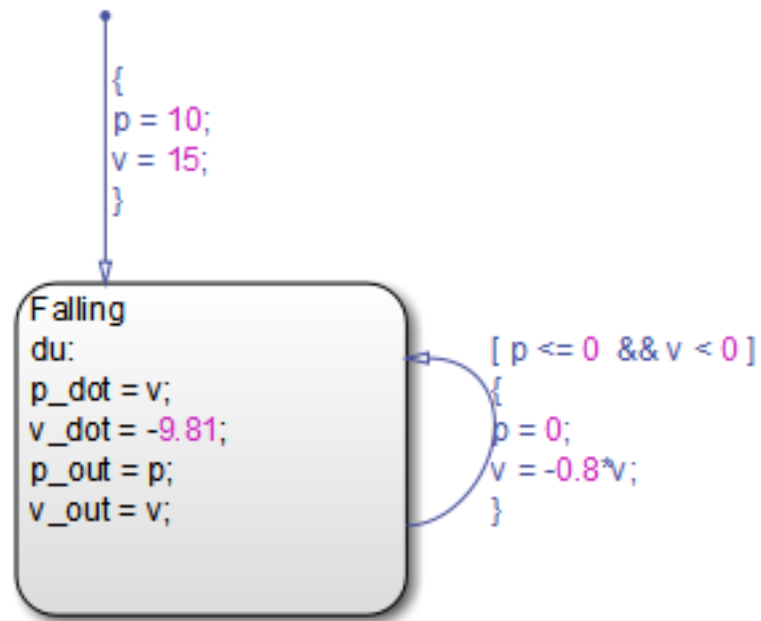 {
p = 10;
v = 15;
}
Falling
du:
p_dot = v;
v_dot = -9.81;
p_out = p;
v_out = v;
[ p <= 0 && v < 0 ]
{
p = 0;
v = -0.8*v;
}